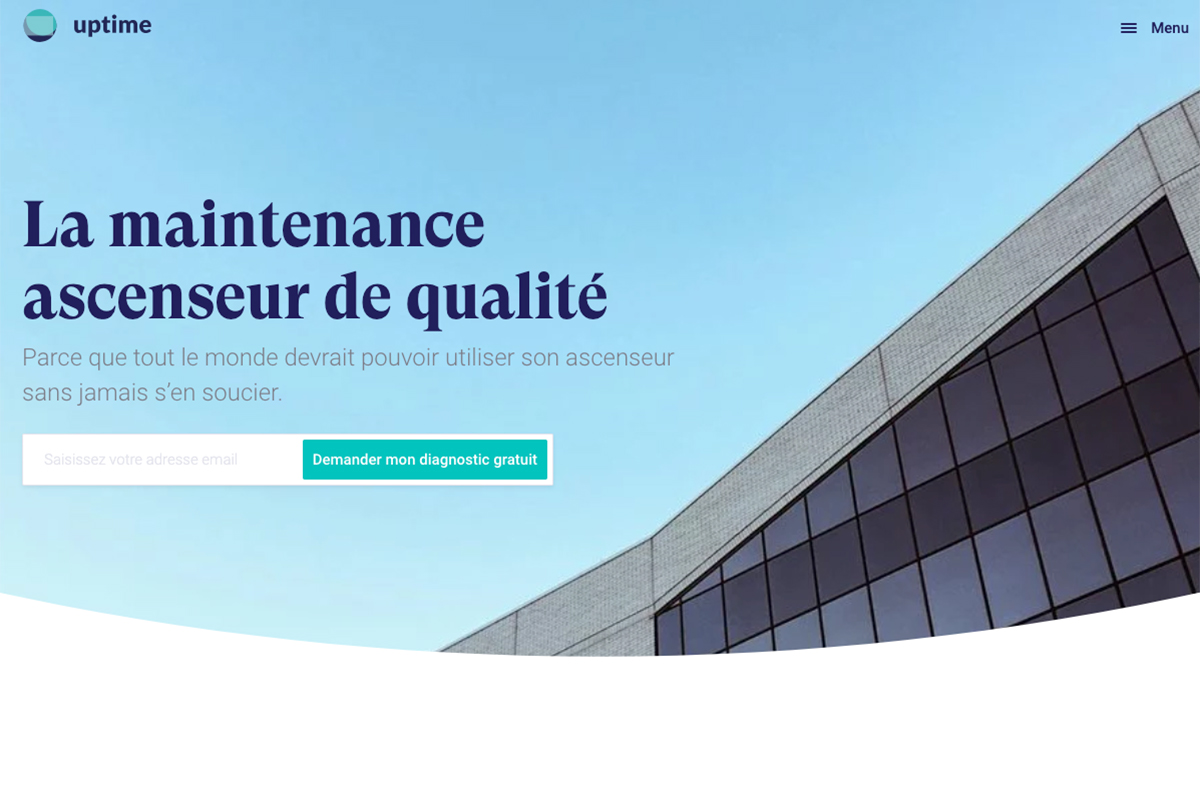 uptime
Menu
La maintenance
ascenseur de qualité
Parce que tout le monde devrait pouvoir utiliser son ascenseur
sans jamais s’en soucier.
Saisissez votre adresse email
Demander mon diagnostic gratuit